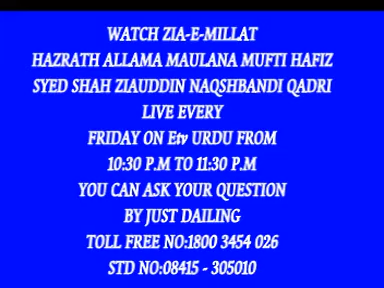 WATCH ZIA-E-MILLAT
HAZRATH ALLAMA MAULANA MUFTI HAFIZ
SYED SHAH ZIAUDDIN NAQSHBANDI QADRI
LIVE EVERY
FRIDAY ON Etv URDU FROM
10:30 P.M TO 11:30 P.M
YOU CAN ASK YOUR QUESTION
BY JUST DAILING
TOLL FREE NO:1800 3454 026
STD NO:08415 - 305010